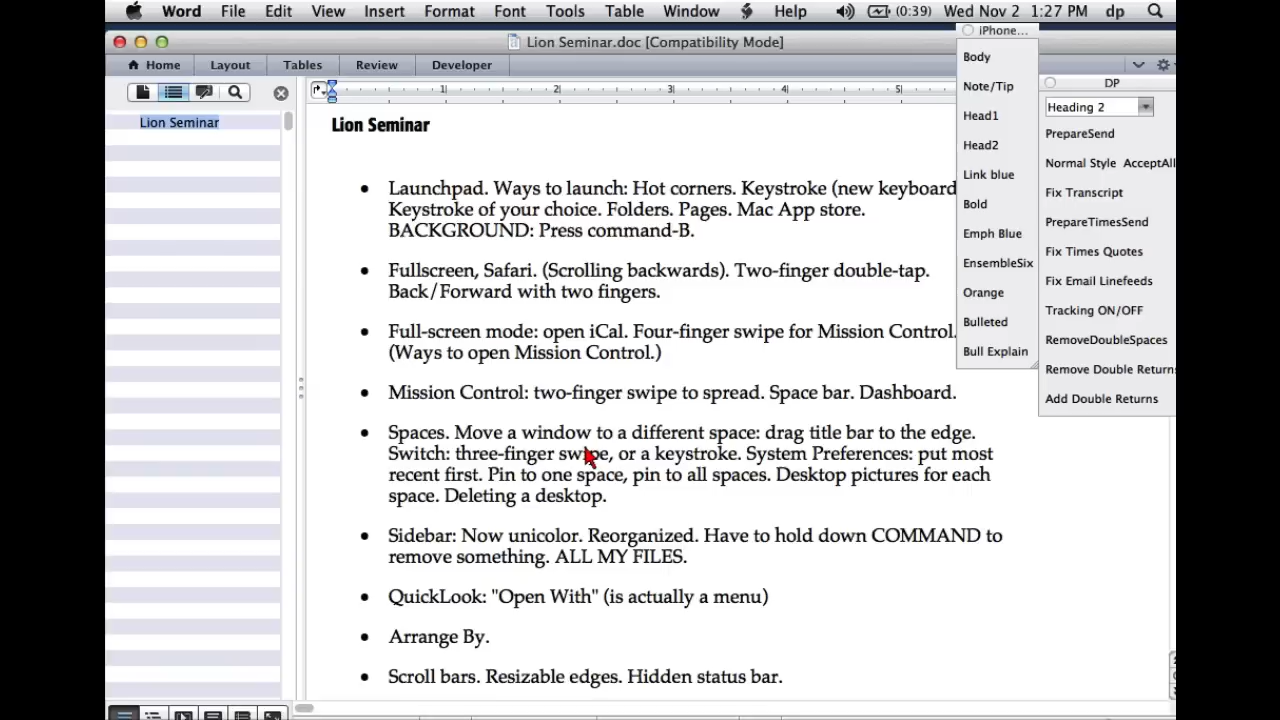 Word File Edit View Insert Format Font Tools Table Window Help (0:39) Wed Nov 2 1:27 PM dp
Lion Seminar.doc [Compatibility Mode]
Home Layout Tables Review Developer
Lion Seminar
1 2 3 4 5
Lion Seminar
• Launchpad. Ways to launch: Hot corners. Keystroke (new keyboard
Keystroke of your choice. Folders. Pages. Mac App store.
BACKGROUND: Press command-B.
• Fullscreen, Safari. (Scrolling backwards). Two-finger double-tap.
Back/Forward with two fingers.
• Full-screen mode: open iCal. Four-finger swipe for Mission Control.
(Ways to open Mission Control.)
• Mission Control: two-finger swipe to spread. Space bar. Dashboard.
• Spaces. Move a window to a different space: drag title bar to the edge.
Switch: three-finger swipe, or a keystroke. System Preferences: put most
recent first. Pin to one space, pin to all spaces. Desktop pictures for each
space. Deleting a desktop.
• Sidebar: Now unicolor. Reorganized. Have to hold down COMMAND to
remove something. ALL MY FILES.
• QuickLook: "Open With" (is actually a menu)
• Arrange By.
• Scroll bars. Resizable edges. Hidden status bar.
iPhone...
Body
Note/Tip
Head1
Head2
Link blue
Bold
Emph Blue
EnsembleSix
Orange
Bulleted
Bull Explain
DP
Heading 2
PrepareSend
Normal Style AcceptAll
Fix Transcript
PrepareTimesSend
Fix Times Quotes
Fix Email Linefeeds
Tracking ON/OFF
RemoveDoubleSpaces
Remove Double Return
Add Double Returns